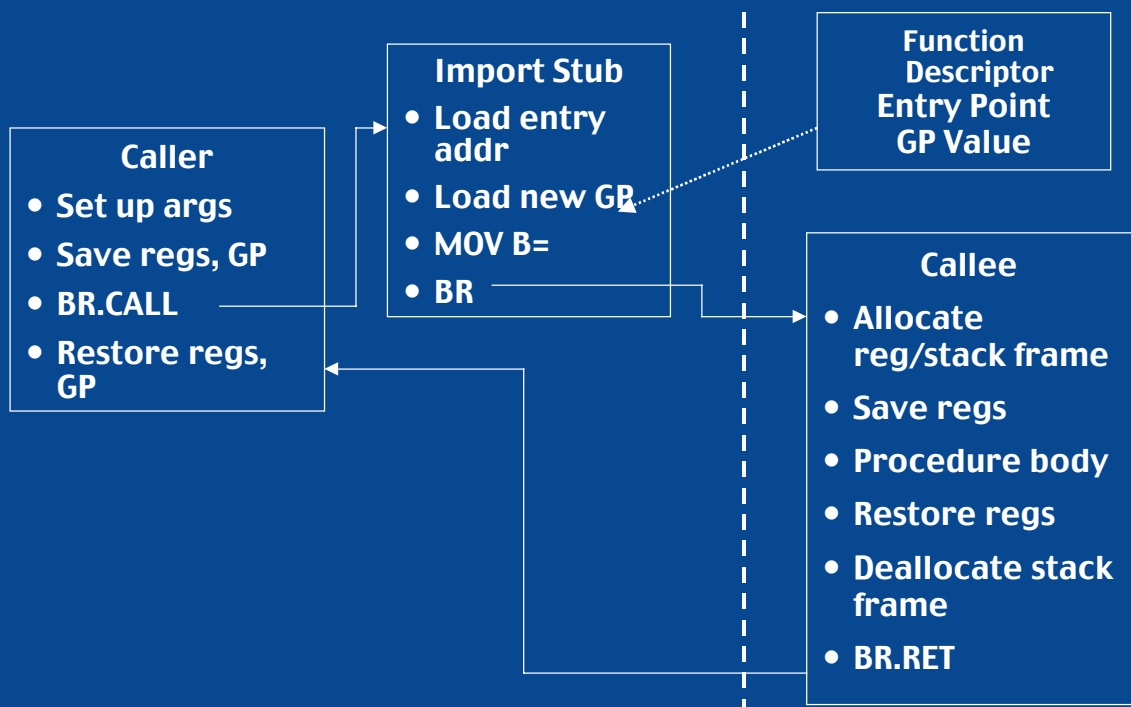 Caller
• Set up args
• Save regs, GP
• BR.CALL
• Restore regs,
GP
Import Stub
• Load entry
addr
• Load new GP
• MOV B=
• BR
Function
Descriptor
Entry Point
GP Value
Callee
• Allocate
reg/stack frame
• Save regs
• Procedure body
• Restore regs
• Deallocate stack
frame
• BR.RET